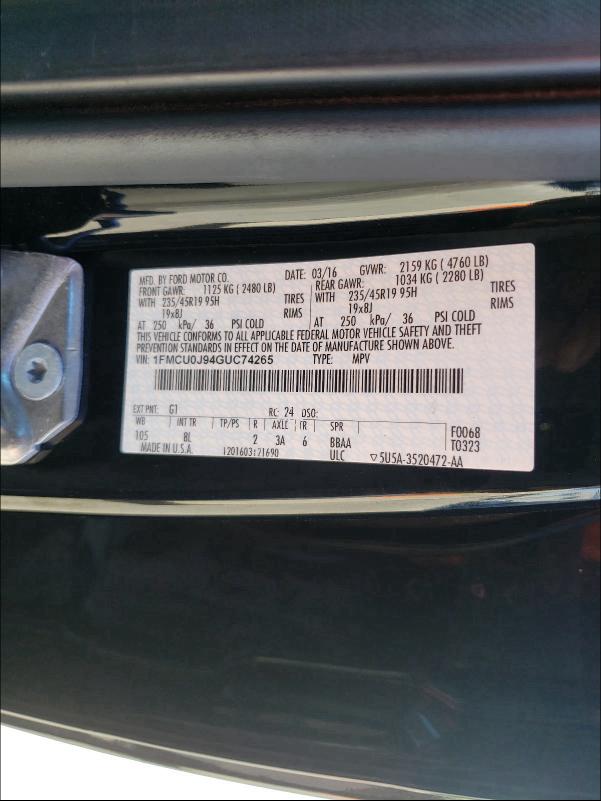 MFD. BY FORD MOTOR CO. DATE: 03/16 GVWR: 2159 KG ( 4760 LB)
FRONT GAWR: 1125 KG ( 2480 LB) REAR GAWR: 1034 KG ( 2280 LB)
WITH 235/45R19 95H TIRES WITH 235/45R19 95H TIRES
19x8J RIMS 19x8J RIMS
AT 250 kPa/ 36 PSI COLD AT 250 kPa/ 36 PSI COLD
THIS VEHICLE CONFORMS TO ALL APPLICABLE FEDERAL MOTOR VEHICLE SAFETY AND THEFT
PREVENTION STANDARDS IN EFFECT ON THE DATE OF MANUFACTURE SHOWN ABOVE.
VIN: 1FMCU0J94GUC74265 TYPE: MPV
EXT PNT: G1 RC: 24 DSO:
WB INT TR TP/PS R AXLE TR SPR F0068
105 8L 2 3A 6 BBAA T0323
MADE IN U.S.A. ULC ▽5U5A-3520472-AA